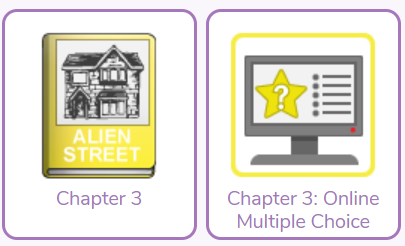 ALIEN
STREET
Chapter 3
?
Chapter 3: Online
Multiple Choice